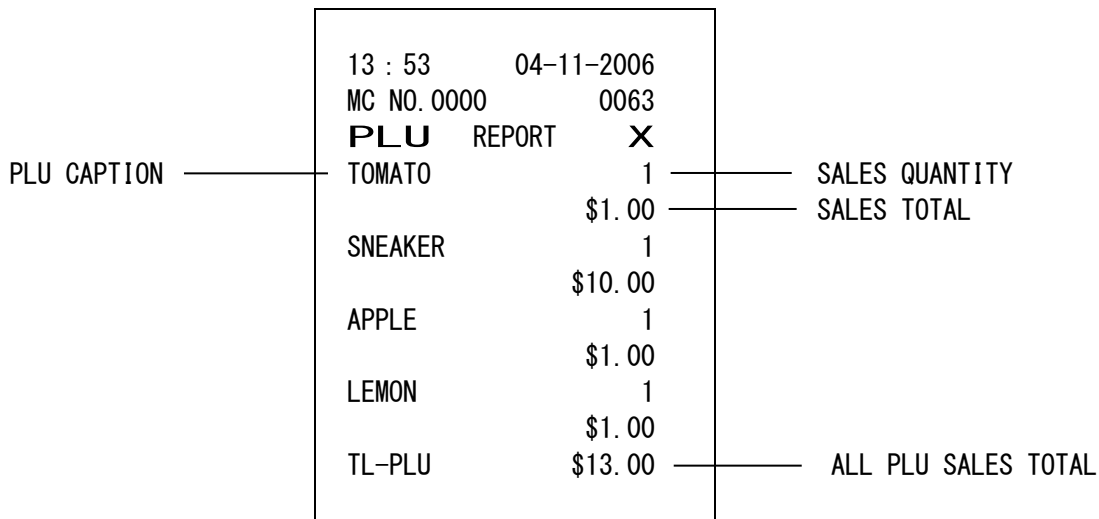 13:53 04-11-2006
MC NO.0000 0063
PLU REPORT X
PLU CAPTION TOMATO 1 SALES QUANTITY
$1.00 SALES TOTAL
SNEAKER 1
$10.00
APPLE 1
$1.00
LEMON 1
$1.00
TL-PLU $13.00 ALL PLU SALES TOTAL